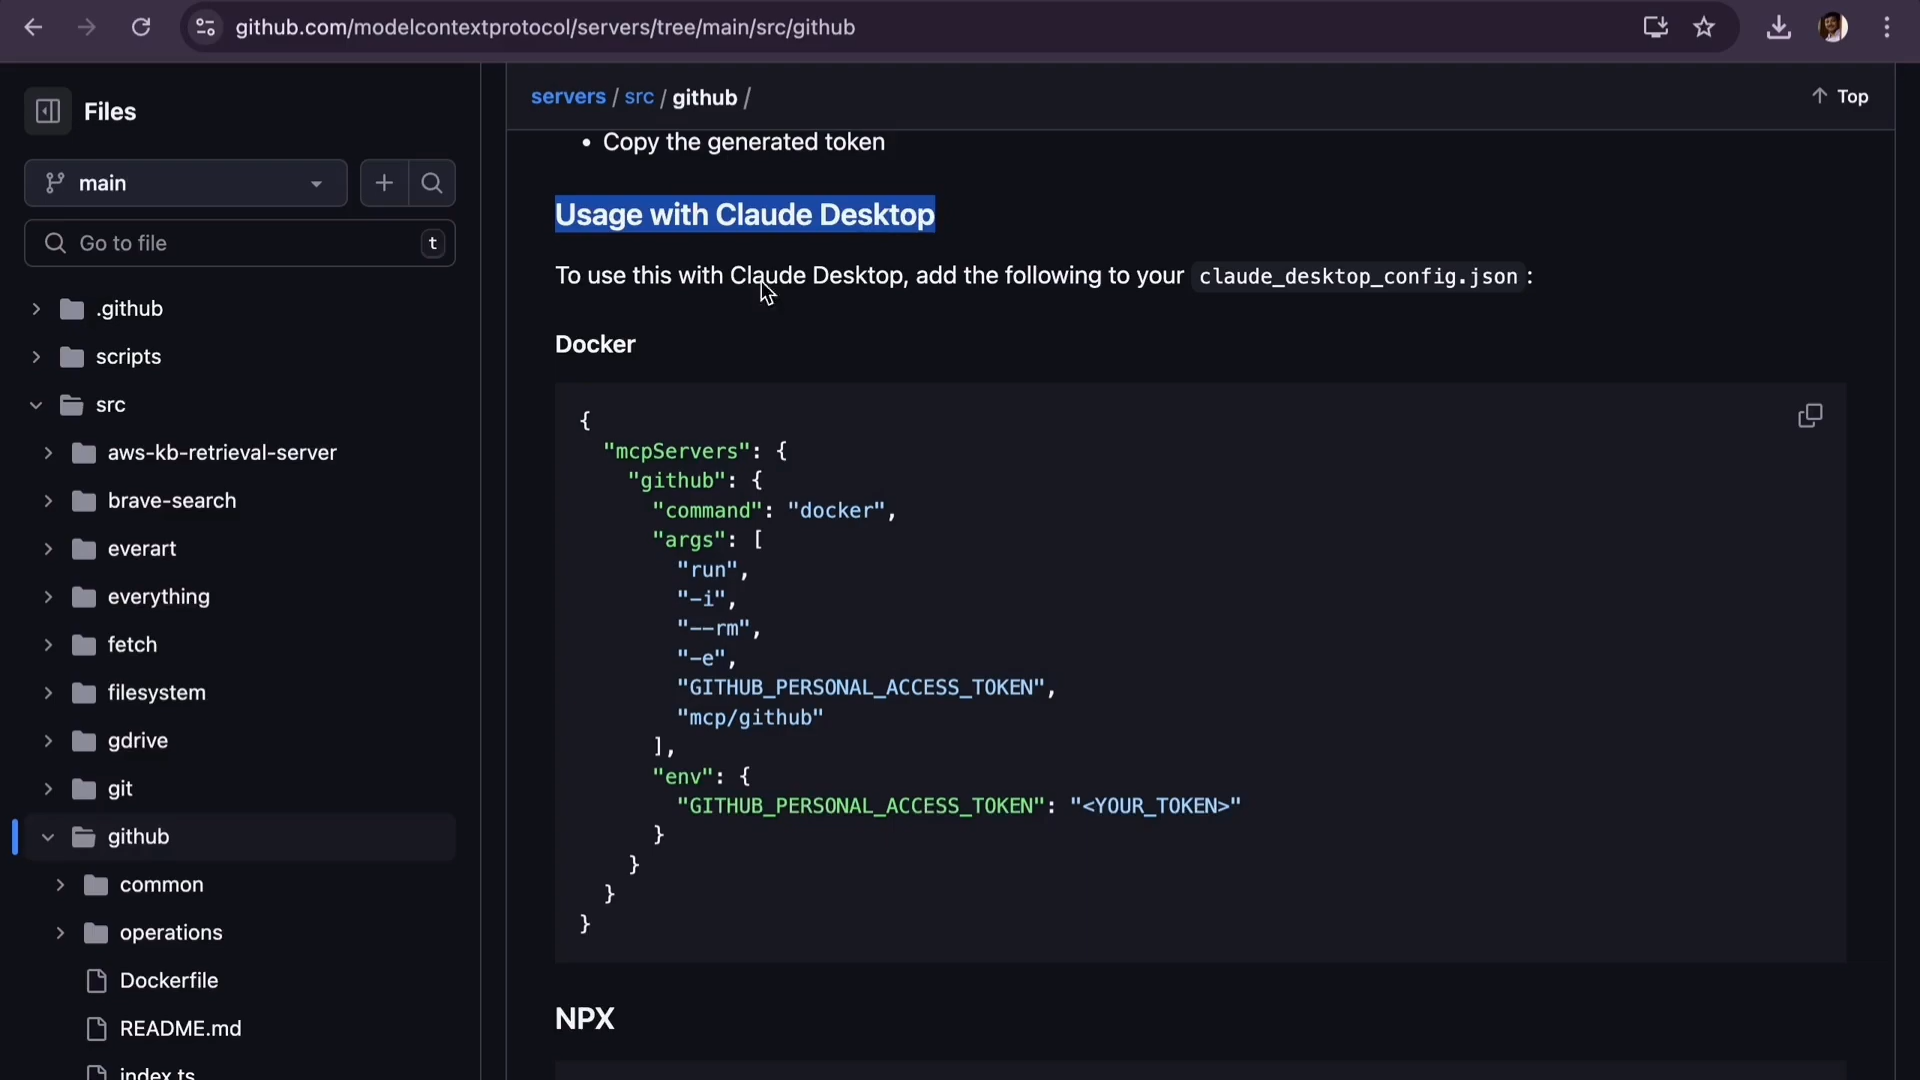 github.com/modelcontextprotocol/servers/tree/main/src/github
Files
main
Go to file
t
.github
scripts
src
aws-kb-retrieval-server
brave-search
everart
everything
fetch
filesystem
gdrive
git
github
common
operations
Dockerfile
README.md
index.ts
servers / src / github /
Top
• Copy the generated token
Usage with Claude Desktop
To use this with Claude Desktop, add the following to your claude_desktop_config.json :
Docker
{
"mcpServers": {
"github": {
"command": "docker",
"args": [
"run",
"-i",
"--rm",
"-e",
"GITHUB_PERSONAL_ACCESS_TOKEN",
"mcp/github"
],
"env": {
"GITHUB_PERSONAL_ACCESS_TOKEN": "<YOUR_TOKEN>"
}
}
}
}
NPX